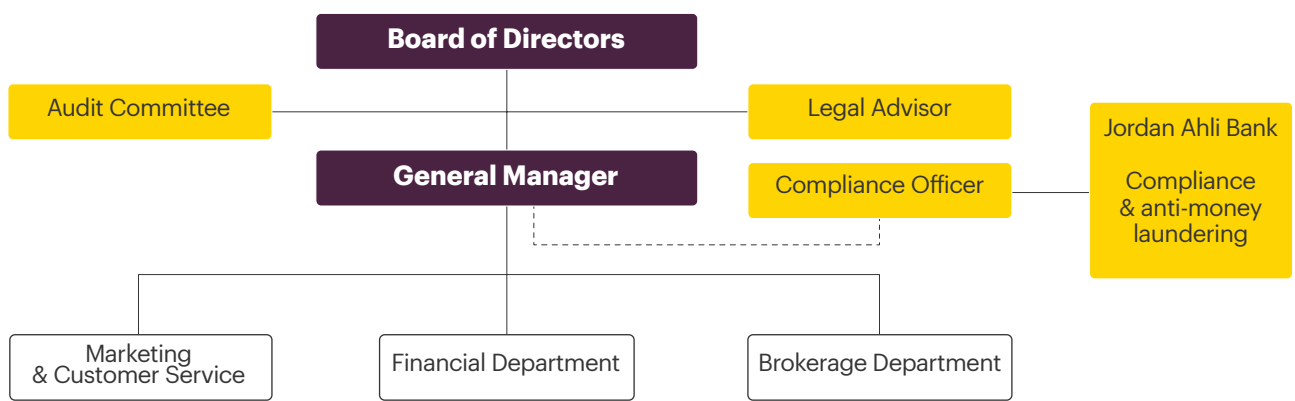 Board of Directors
Audit Committee
Legal Advisor
General Manager
Compliance Officer
Jordan Ahli Bank
Compliance
& anti-money
laundering
Marketing
& Customer Service
Financial Department
Brokerage Department